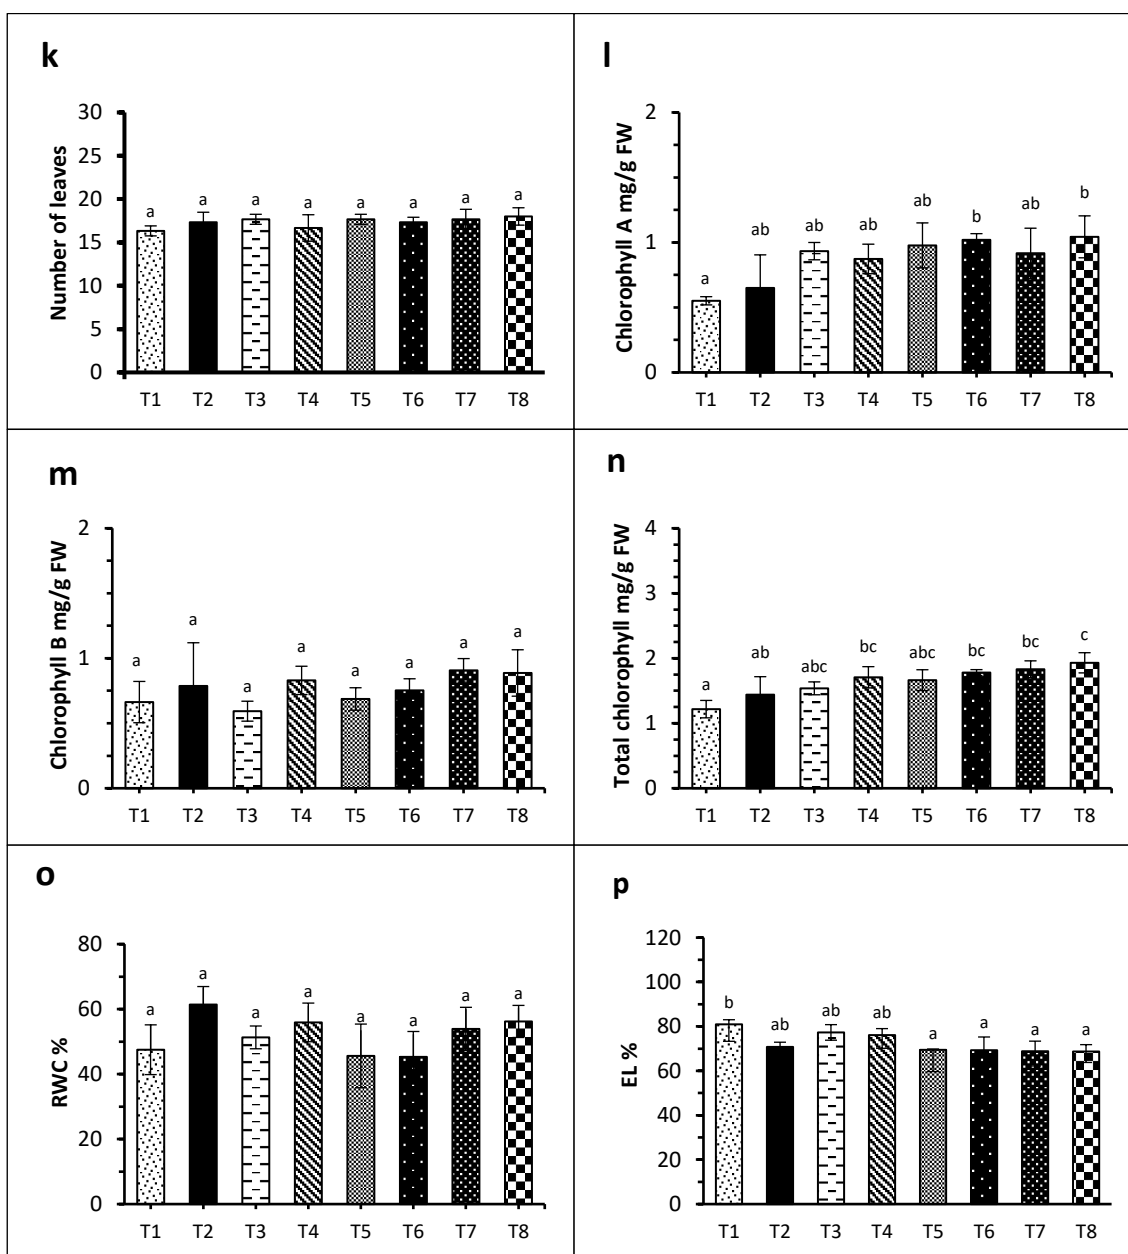 k
Number of leaves
30
25
20
15
10
5
0
a a a a a a a a
T1 T2 T3 T4 T5 T6 T7 T8
l
Chlorophyll A mg/g FW
2
1
0
a ab ab ab ab b ab b
T1 T2 T3 T4 T5 T6 T7 T8
m
Chlorophyll B mg/g FW
2
1
0
a a a a a a a a
T1 T2 T3 T4 T5 T6 T7 T8
n
Total chlorophyll mg/g FW
4
3
2
1
0
a ab abc bc abc bc bc c
T1 T2 T3 T4 T5 T6 T7 T8
o
RWC %
80
60
40
20
0
a a a a a a a a
T1 T2 T3 T4 T5 T6 T7 T8
p
EL %
120
100
80
60
40
20
0
b ab ab ab a a a a
T1 T2 T3 T4 T5 T6 T7 T8